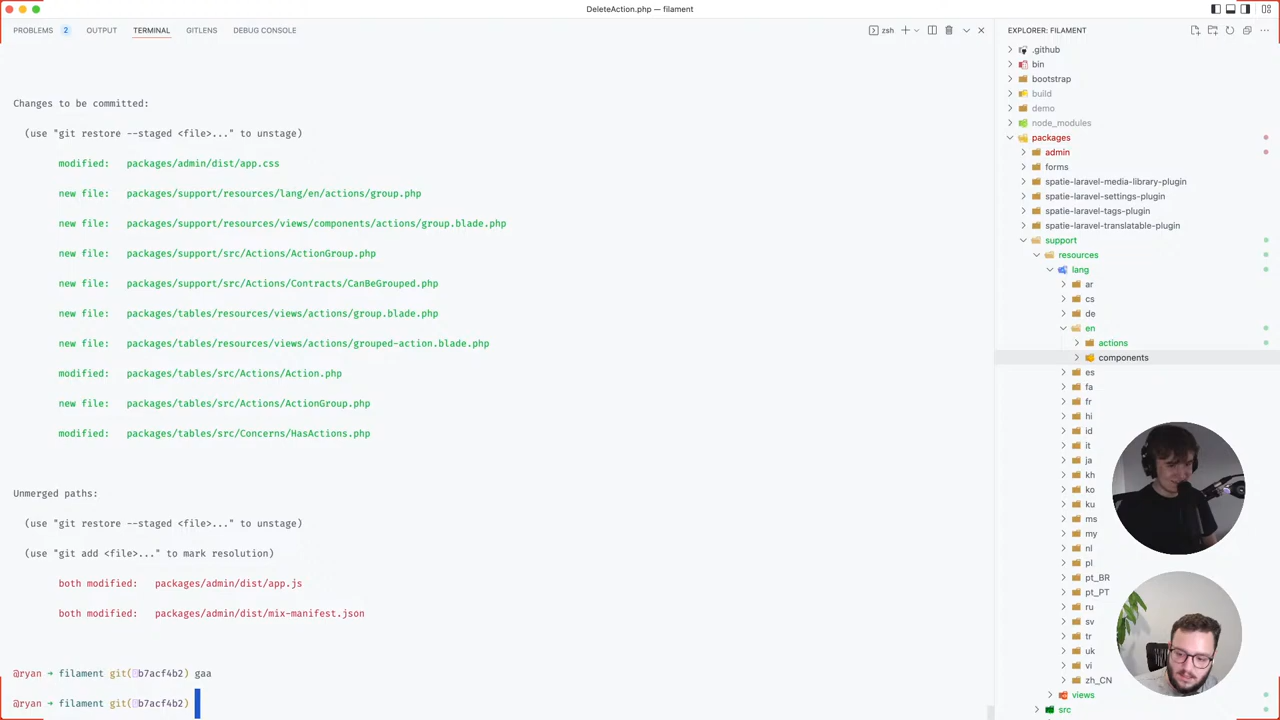 DeleteAction.php — filament
PROBLEMS 2 OUTPUT TERMINAL GITLENS DEBUG CONSOLE
zsh
EXPLORER: FILAMENT
Changes to be committed:
(use "git restore --staged <file>..." to unstage)
modified: packages/admin/dist/app.css
new file: packages/support/resources/lang/en/actions/group.php
new file: packages/support/resources/views/components/actions/group.blade.php
new file: packages/support/src/Actions/ActionGroup.php
new file: packages/support/src/Actions/Contracts/CanBeGrouped.php
new file: packages/tables/resources/views/actions/group.blade.php
new file: packages/tables/resources/views/actions/grouped-action.blade.php
modified: packages/tables/src/Actions/Action.php
new file: packages/tables/src/Actions/ActionGroup.php
modified: packages/tables/src/Concerns/HasActions.php
Unmerged paths:
(use "git restore --staged <file>..." to unstage)
(use "git add <file>..." to mark resolution)
both modified: packages/admin/dist/app.js
both modified: packages/admin/dist/mix-manifest.json
@ryan ➜ filament git(b7acf4b2) gaa
@ryan ➜ filament git(b7acf4b2)
.github
bin
bootstrap
build
demo
node_modules
packages
admin
forms
spatie-laravel-media-library-plugin
spatie-laravel-settings-plugin
spatie-laravel-tags-plugin
spatie-laravel-translatable-plugin
support
resources
lang
ar
cs
de
en
actions
components
es
fa
fr
hi
id
it
ja
kh
ko
ku
ms
my
nl
pl
pt_BR
pt_PT
ru
sv
tr
uk
vi
zh_CN
views
src